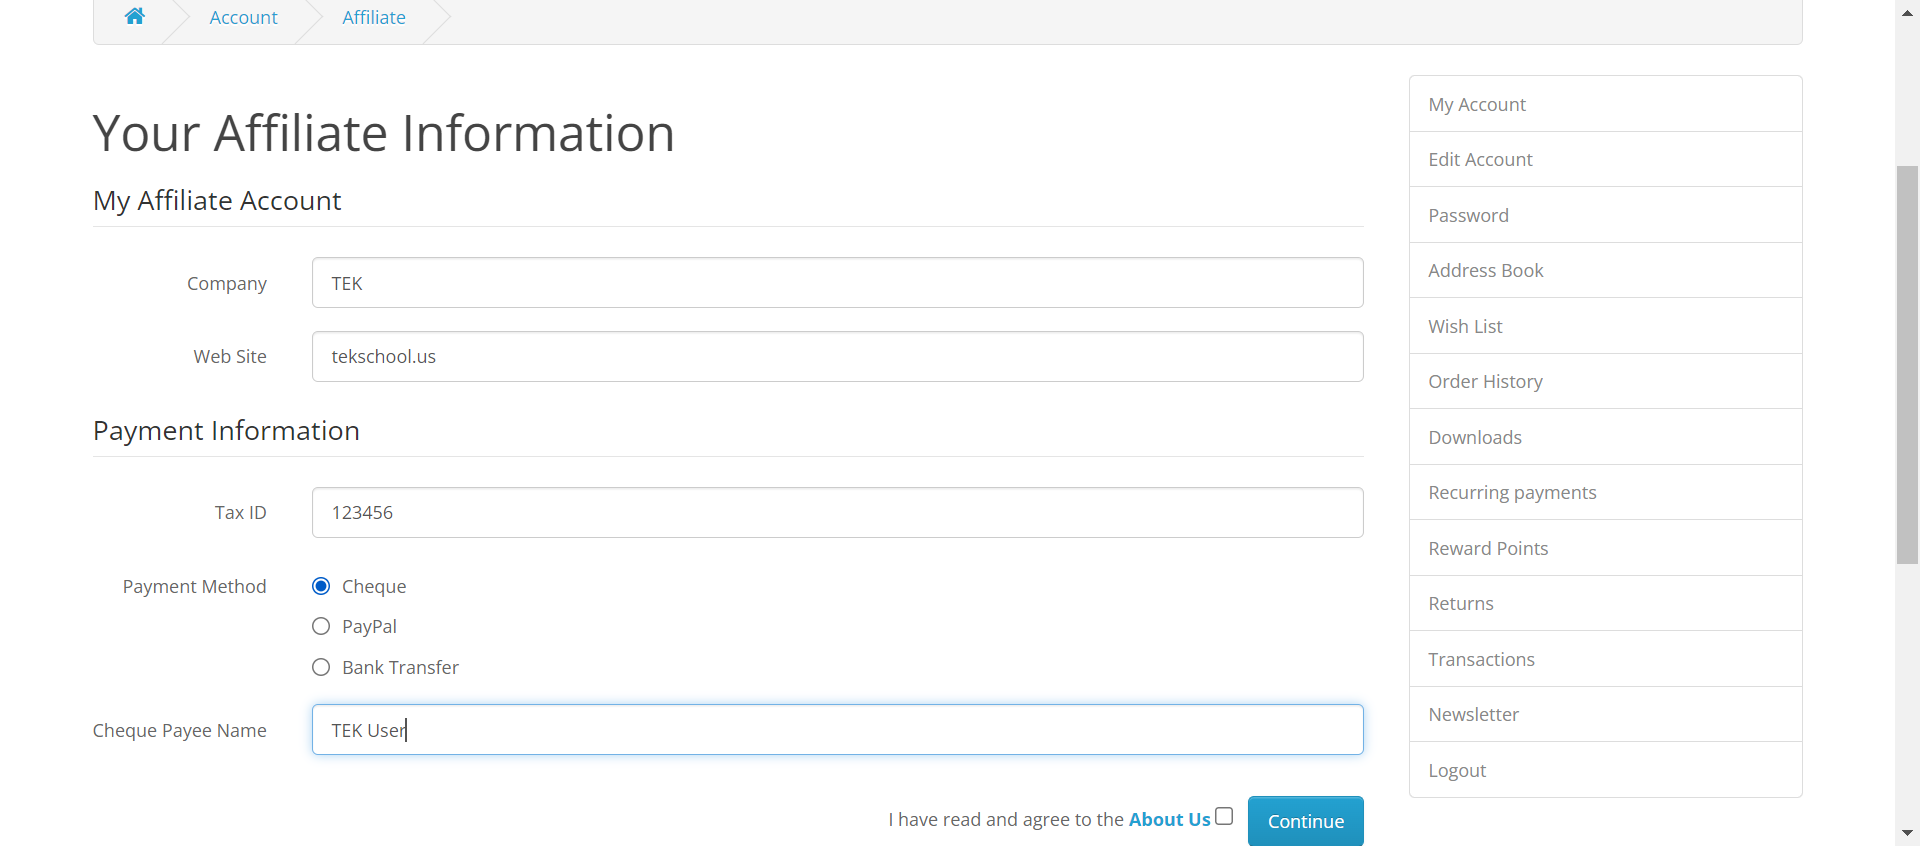 Account
Affiliate
Your Affiliate Information
My Affiliate Account
Company
TEK
Web Site
tekschool.us
Payment Information
Tax ID
123456
Payment Method
Cheque
PayPal
Bank Transfer
Cheque Payee Name
TEK User
I have read and agree to the About Us
Continue
My Account
Edit Account
Password
Address Book
Wish List
Order History
Downloads
Recurring payments
Reward Points
Returns
Transactions
Newsletter
Logout